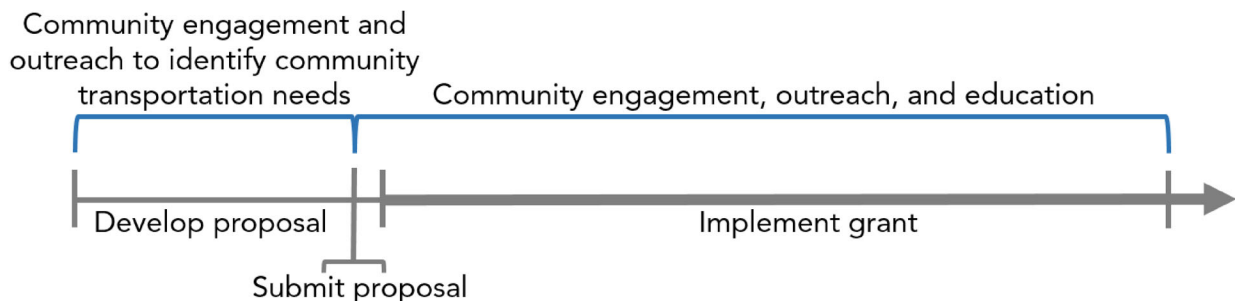 Community engagement and
outreach to identify community
transportation needs
Community engagement, outreach, and education
Develop proposal
Implement grant
Submit proposal